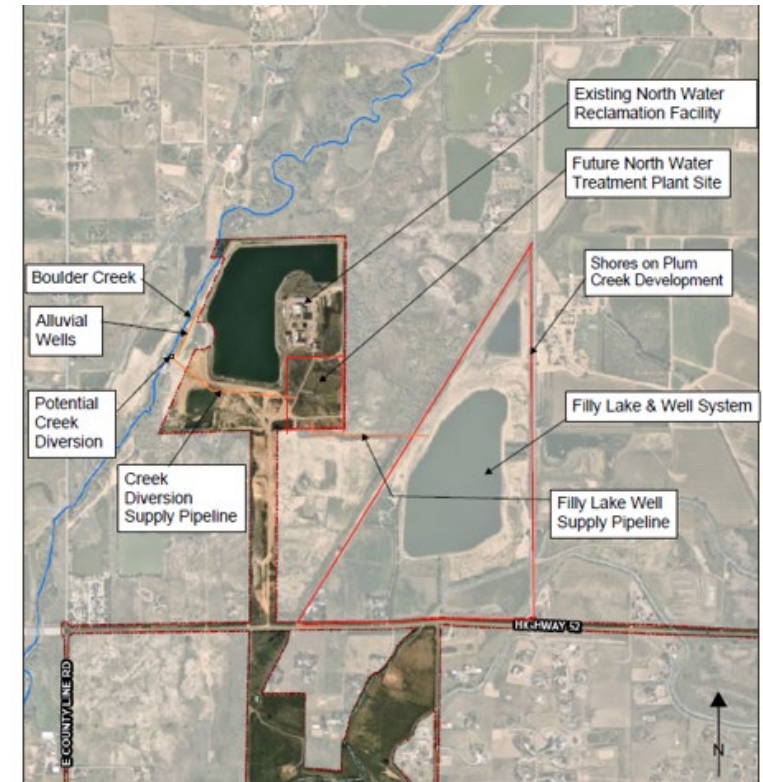 Existing North Water
Reclamation Facility
Future North Water
Treatment Plant Site
Shores on Plum
Creek Development
Boulder Creek
Alluvial
Wells
Potential
Creek
Diversion
Filly Lake & Well System
Creek
Diversion
Supply Pipeline
Filly Lake Well
Supply Pipeline
HIGHWAY 52
E COUNTY LINE RD
N